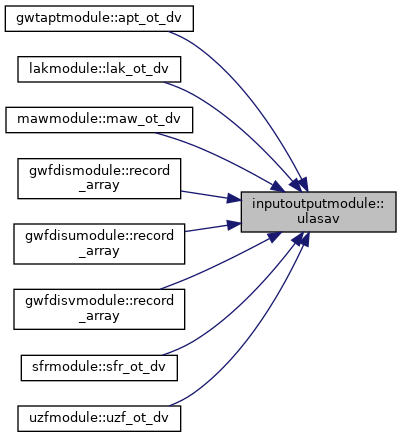 gwtaptmodule::apt_ot_dv
lakmodule::lak_ot_dv
mawmodule::maw_ot_dv
gwfdismodule::record
_array
inputoutputmodule::
ulasav
gwfdisumodule::record
_array
gwfdisvmodule::record
_array
sfrmodule::sfr_ot_dv
uzfmodule::uzf_ot_dv